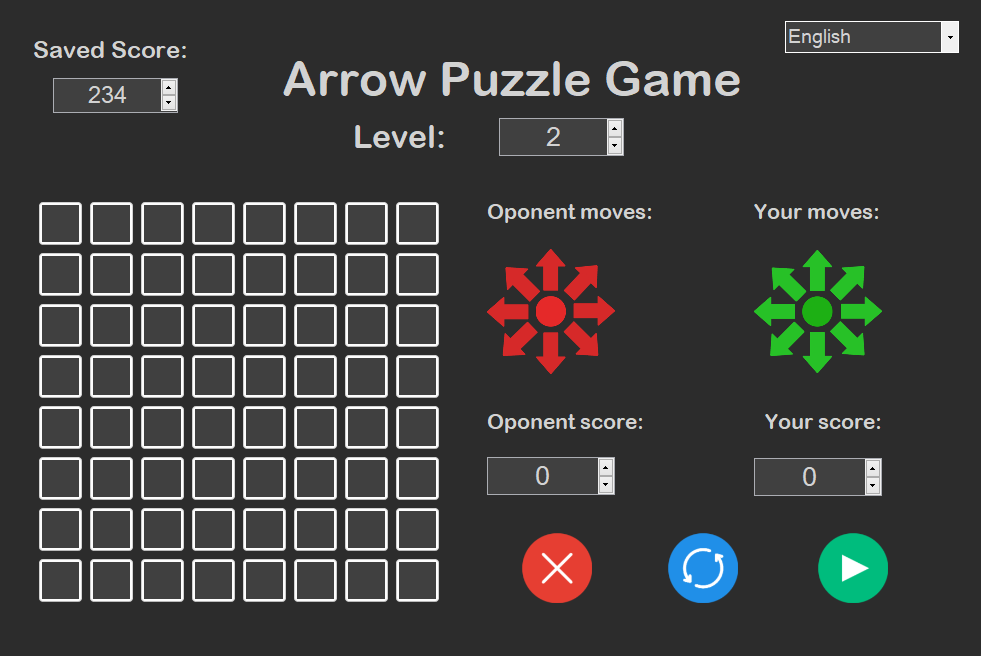 English
Saved Score:
234
Arrow Puzzle Game
Level:
2
Oponent moves:
Your moves:
Oponent score:
Your score:
0
0